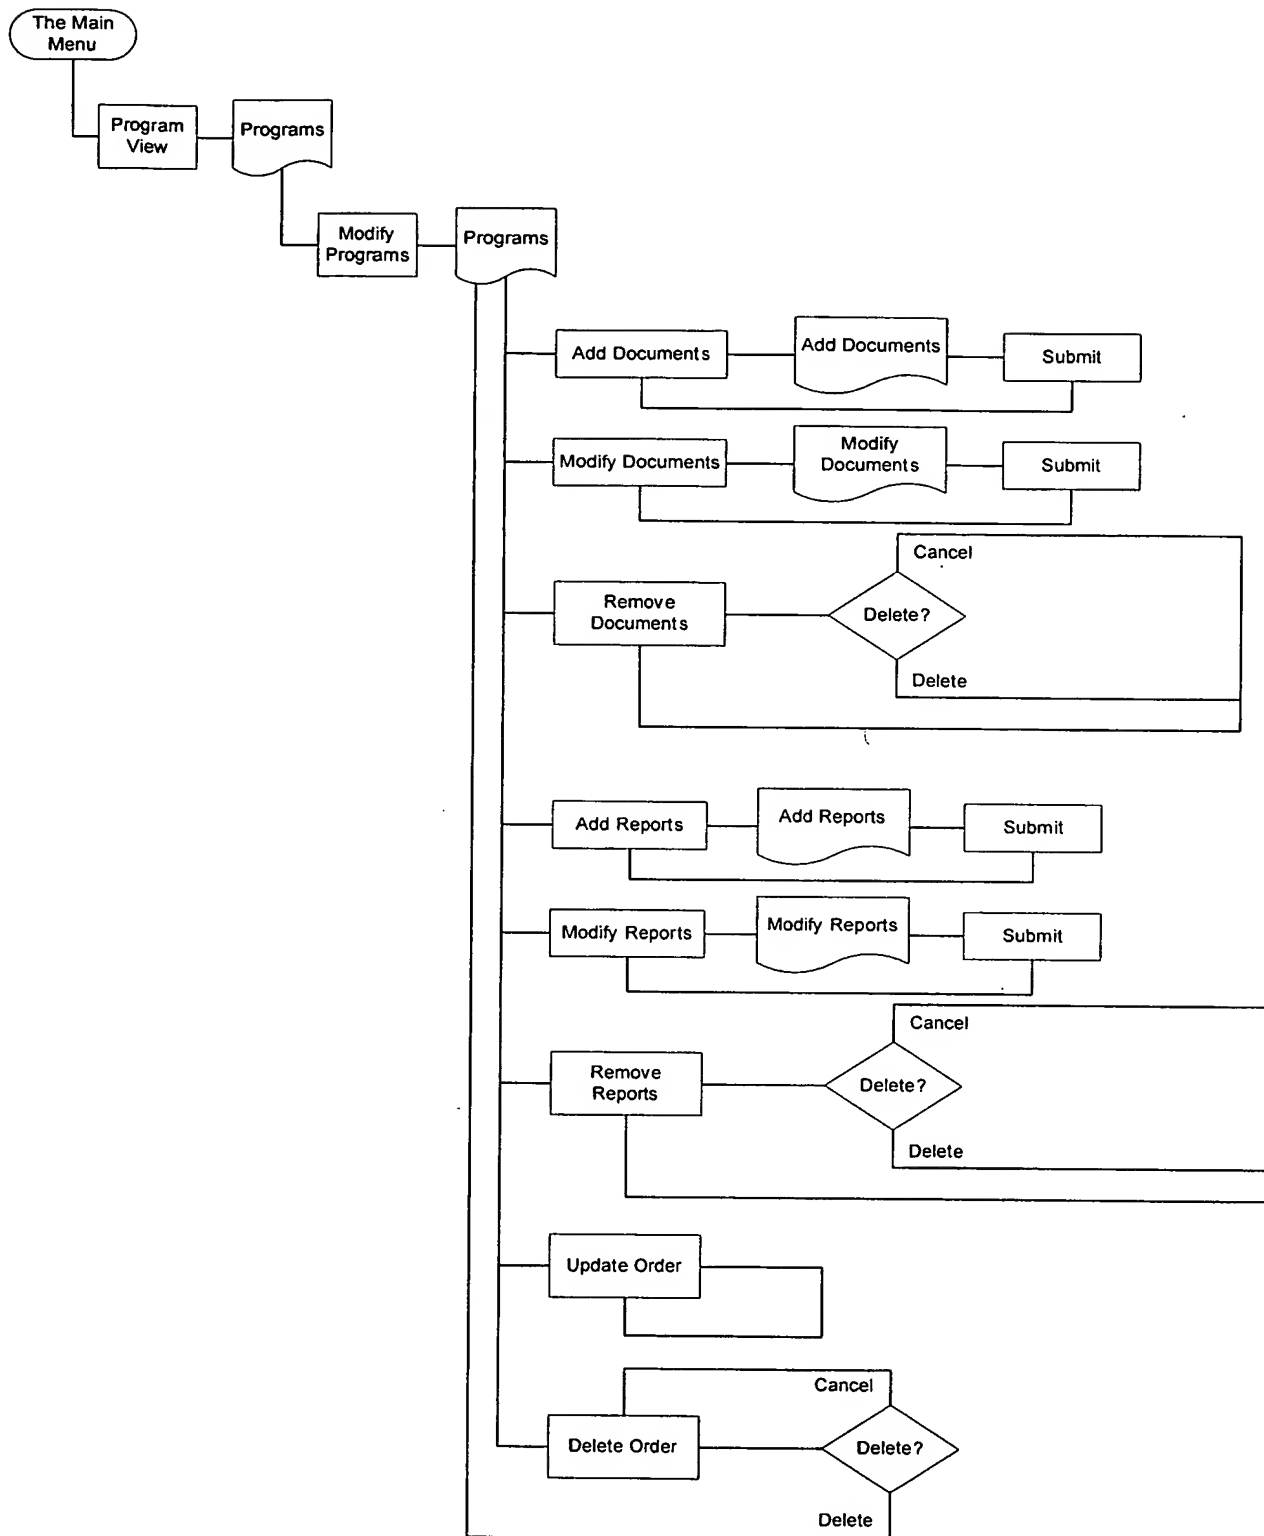 The Main
Menu
Program
View
Programs
Modify
Programs
Programs
Add Documents
Add Documents
Submit
Modify Documents
Modify
Documents
Submit
Cancel
Remove
Documents
Delete?
Delete
Add Reports
Add Reports
Submit
Modify Reports
Modify Reports
Submit
Cancel
Remove
Reports
Delete?
Delete
Update Order
Cancel
Delete Order
Delete?
Delete